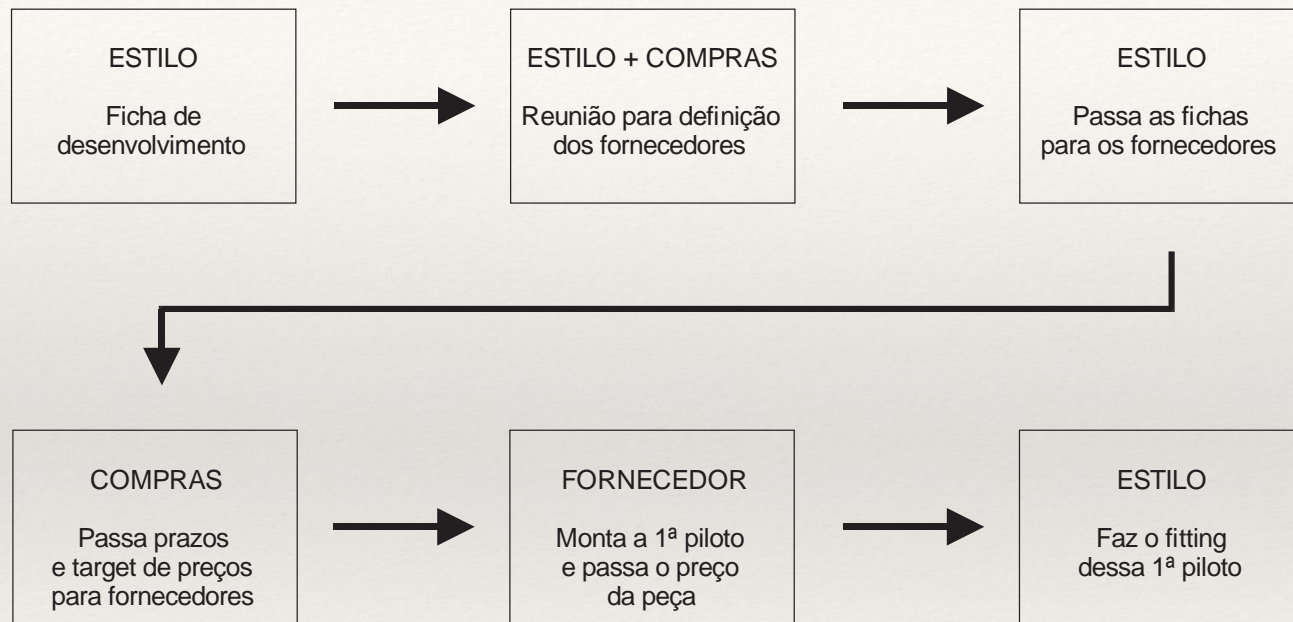 ESTILO
Ficha de
desenvolvimento
ESTILO + COMPRAS
Reunião para definição
dos fornecedores
ESTILO
Passa as fichas
para os fornecedores
COMPRAS
Passa prazos
e target de preços
para fornecedores
FORNECEDOR
Monta a 1ª piloto
e passa o preço
da peça
ESTILO
Faz o fitting
dessa 1ª piloto